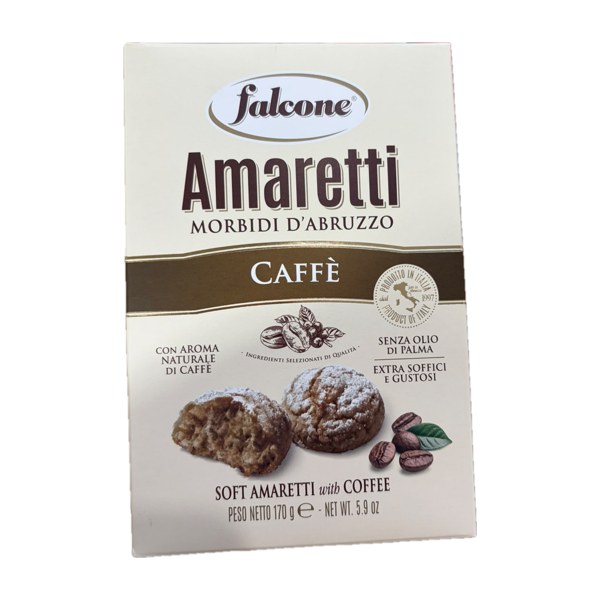 falcone®
Amaretti
MORBIDI D'ABRUZZO
CAFFÈ
PRODOTTO IN ITALIA
1997
PRODUCT OF ITALY
CON AROMA
NATURALE
DI CAFFÈ
· INGREDIENTI SELEZIONATI DI QUALITÀ ·
SENZA OLIO
DI PALMA
EXTRA SOFFICI
E GUSTOSI
SOFT AMARETTI with COFFEE
PESO NETTO 170 g ℮ - NET WT. 5.9 oz